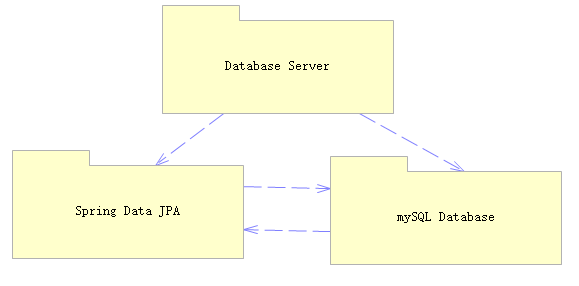 Database Server
Spring Data JPA
mySQL Database